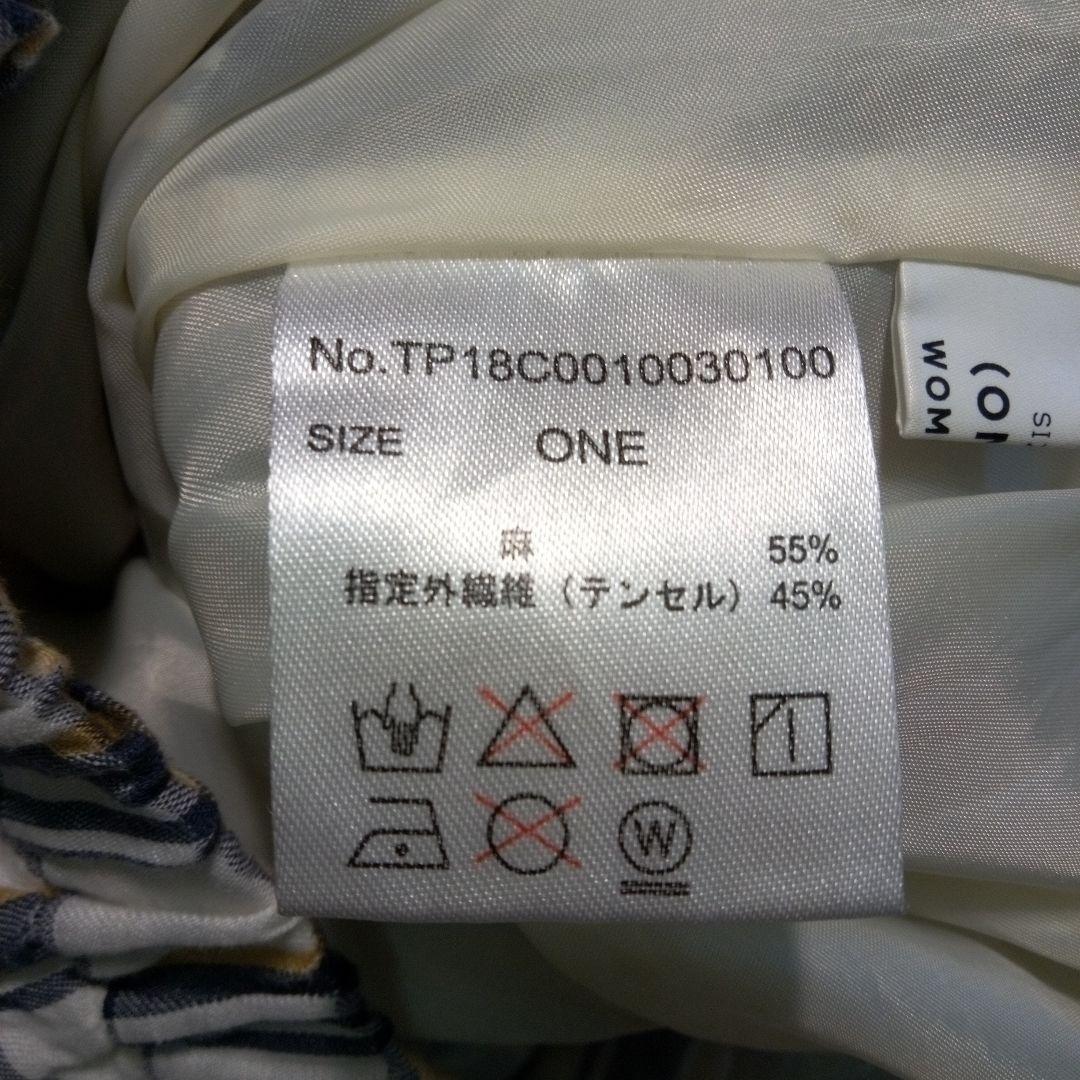 No.TP18C0010030100
SIZE ONE
麻 55%
指定外繊維（テンセル） 45%
W